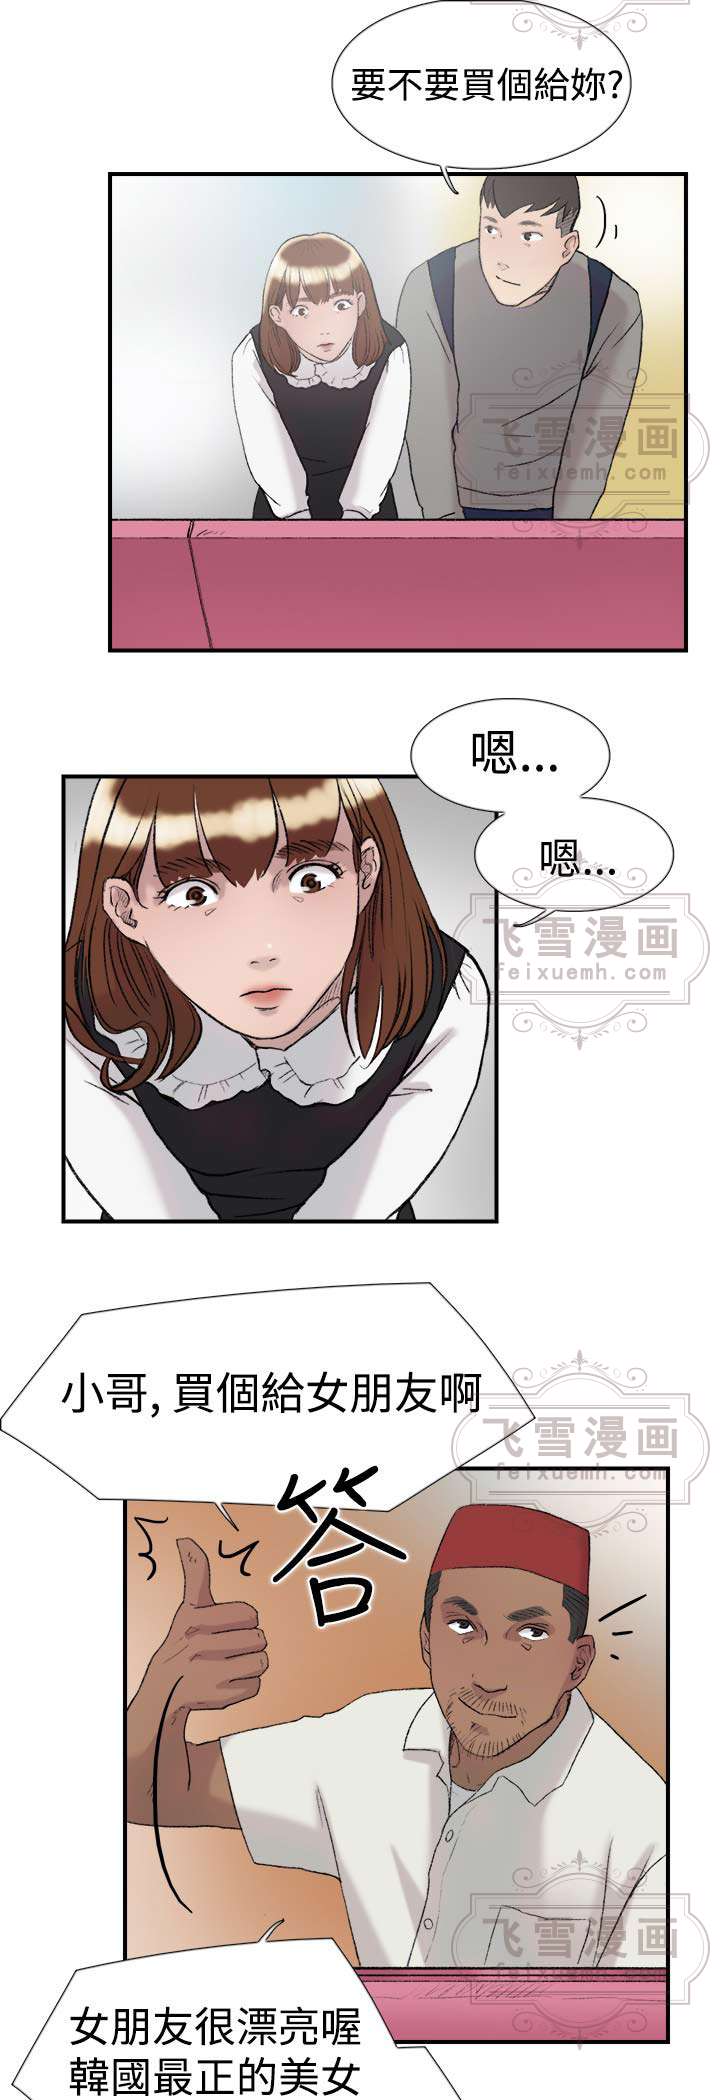 要不要買個給妳?
飞雪漫画
feixuemh.com
嗯...
嗯...
飞雪漫画
feixuemh.com
小哥, 買個給女朋友啊
飞雪漫画
feixuemh.com
答
飞雪漫画
feixuemh.com
女朋友很漂亮喔
韓國最正的美女